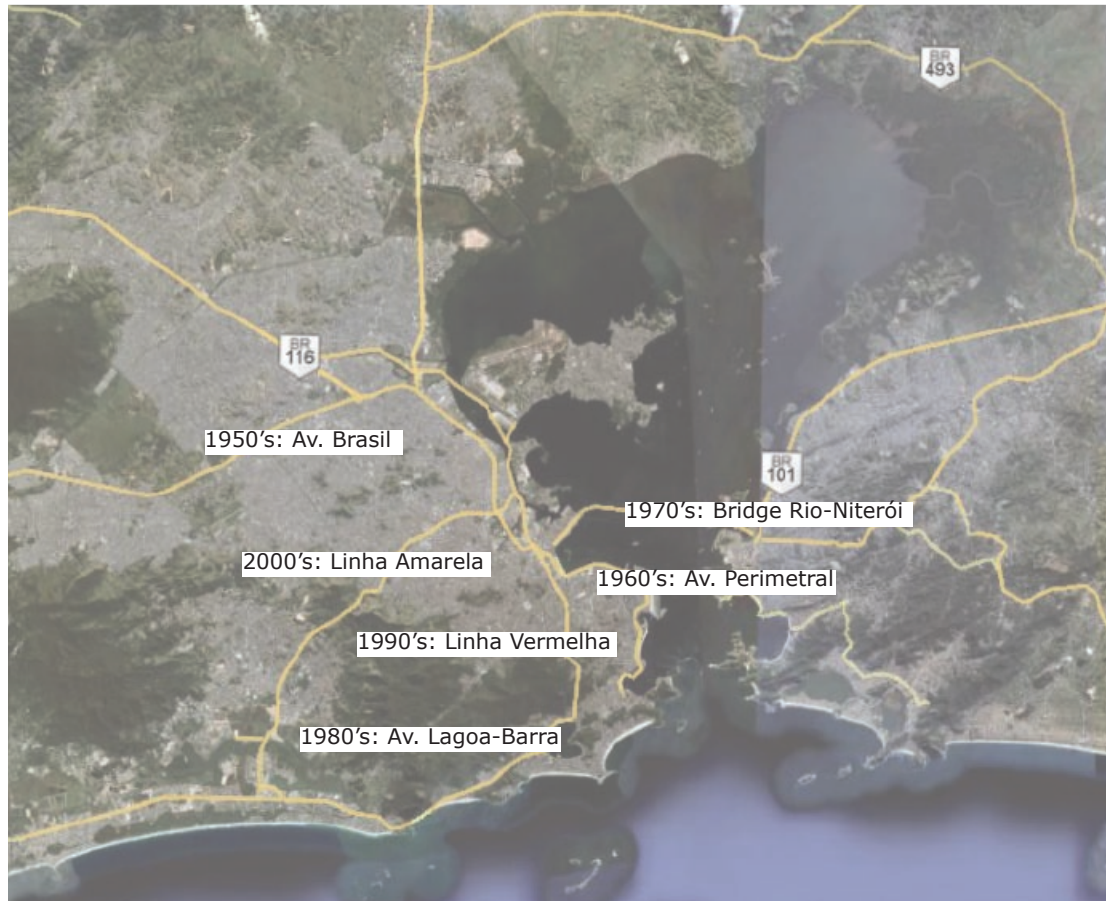 BR
493
BR
116
1950's: Av. Brasil
BR
101
1970's: Bridge Rio-Niterói
2000's: Linha Amarela
1960's: Av. Perimetral
1990's: Linha Vermelha
1980's: Av. Lagoa-Barra